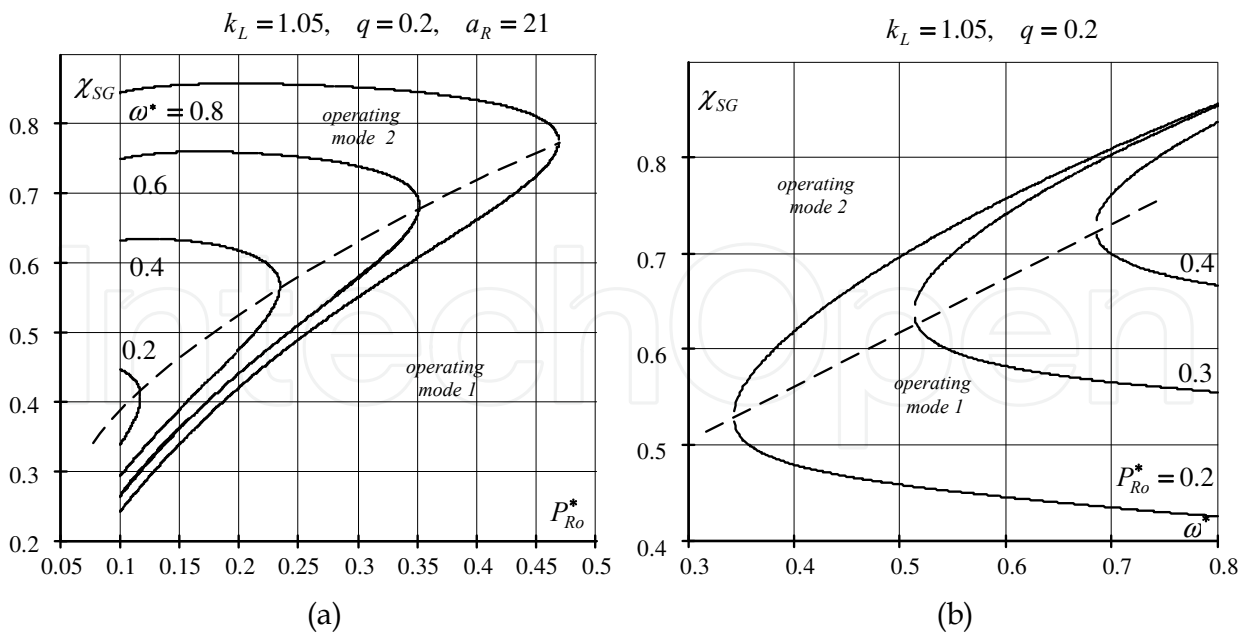 k_L = 1.05, q = 0.2, a_R = 21
χ_SG
ω* = 0.8
0.6
0.4
0.2
operating
mode 2
operating
mode 1
P*_Ro
0.8
0.7
0.6
0.5
0.4
0.3
0.2
0.05 0.1 0.15 0.2 0.25 0.3 0.35 0.4 0.45 0.5
(a)
k_L = 1.05, q = 0.2
χ_SG
operating
mode 2
operating
mode 1
0.4
0.3
P*_Ro = 0.2
ω*
0.8
0.7
0.6
0.5
0.4
0.3 0.4 0.5 0.6 0.7 0.8
(b)
IntechOpen